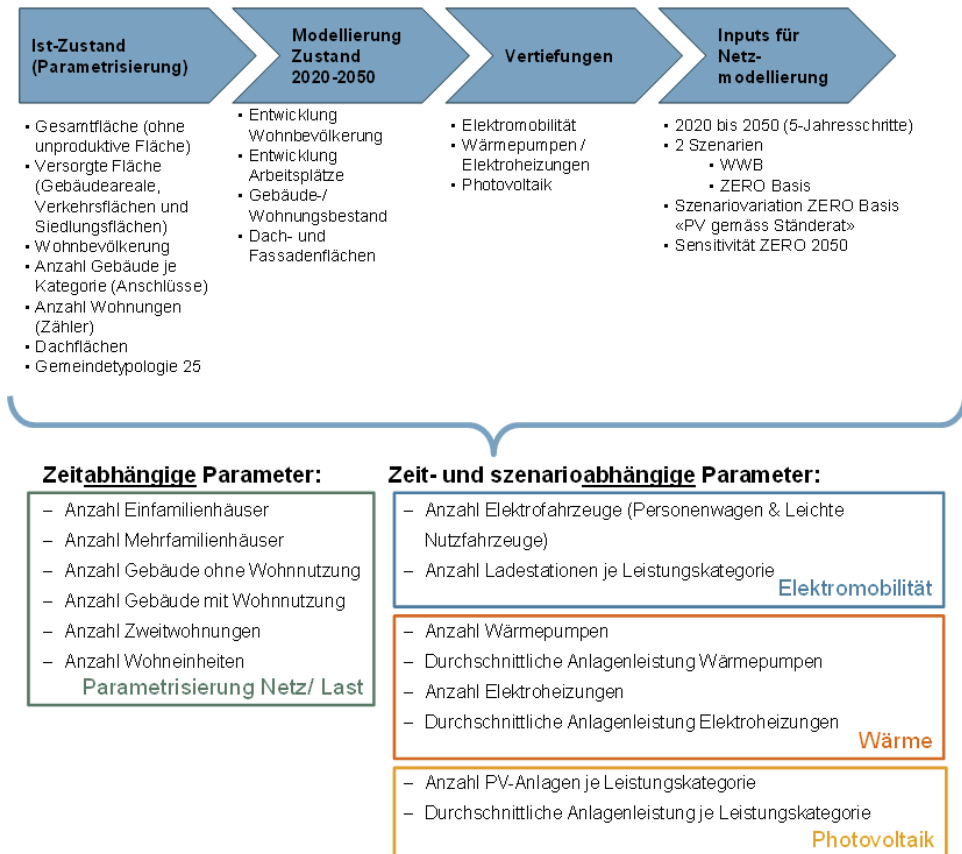 Ist-Zustand
(Parametrisierung)
Modellierung
Zustand
2020-2050
Vertiefungen
Inputs für
Netz-
modellierung
▪ Gesamtfläche (ohne
unproduktive Fläche)
▪ Versorgte Fläche
(Gebäudeareale,
Verkehrsflächen und
Siedlungsflächen)
▪ Wohnbevölkerung
▪ Anzahl Gebäude je
Kategorie (Anschlüsse)
▪ Anzahl Wohnungen
(Zähler)
▪ Dachflächen
▪ Gemeindetypologie 25
▪ Entwicklung
Wohnbevölkerung
▪ Entwicklung
Arbeitsplätze
▪ Gebäude-/
Wohnungsbestand
▪ Dach- und
Fassadenflächen
▪ Elektromobilität
▪ Wärmepumpen /
Elektroheizungen
▪ Photovoltaik
▪ 2020 bis 2050 (5-Jahresschritte)
▪ 2 Szenarien
▪ WWB
▪ ZERO Basis
▪ Szenariovariation ZERO Basis
«PV gemäss Ständerat»
▪ Sensitivität ZERO 2050
Zeitabhängige Parameter:
– Anzahl Einfamilienhäuser
– Anzahl Mehrfamilienhäuser
– Anzahl Gebäude ohne Wohnnutzung
– Anzahl Gebäude mit Wohnnutzung
– Anzahl Zweitwohnungen
– Anzahl Wohneinheiten
Parametrisierung Netz/ Last
Zeit- und szenarioabhängige Parameter:
– Anzahl Elektrofahrzeuge (Personenwagen & Leichte
Nutzfahrzeuge)
– Anzahl Ladestationen je Leistungskategorie
Elektromobilität
– Anzahl Wärmepumpen
– Durchschnittliche Anlagenleistung Wärmepumpen
– Anzahl Elektroheizungen
– Durchschnittliche Anlagenleistung Elektroheizungen
Wärme
– Anzahl PV-Anlagen je Leistungskategorie
– Durchschnittliche Anlagenleistung je Leistungskategorie
Photovoltaik